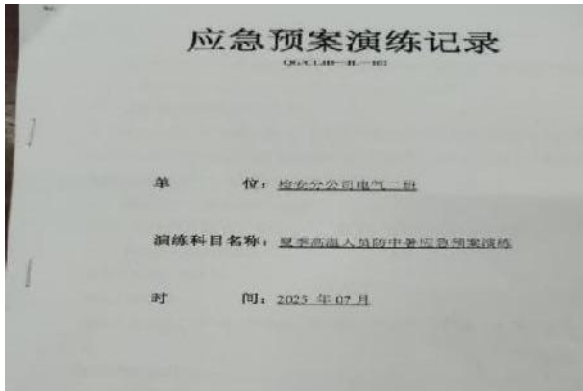 应急预案演练记录
单 位：检安分公司电气二班
演练科目名称：夏季高温人员防中暑应急预案演练
时 间：2025 年 07 月